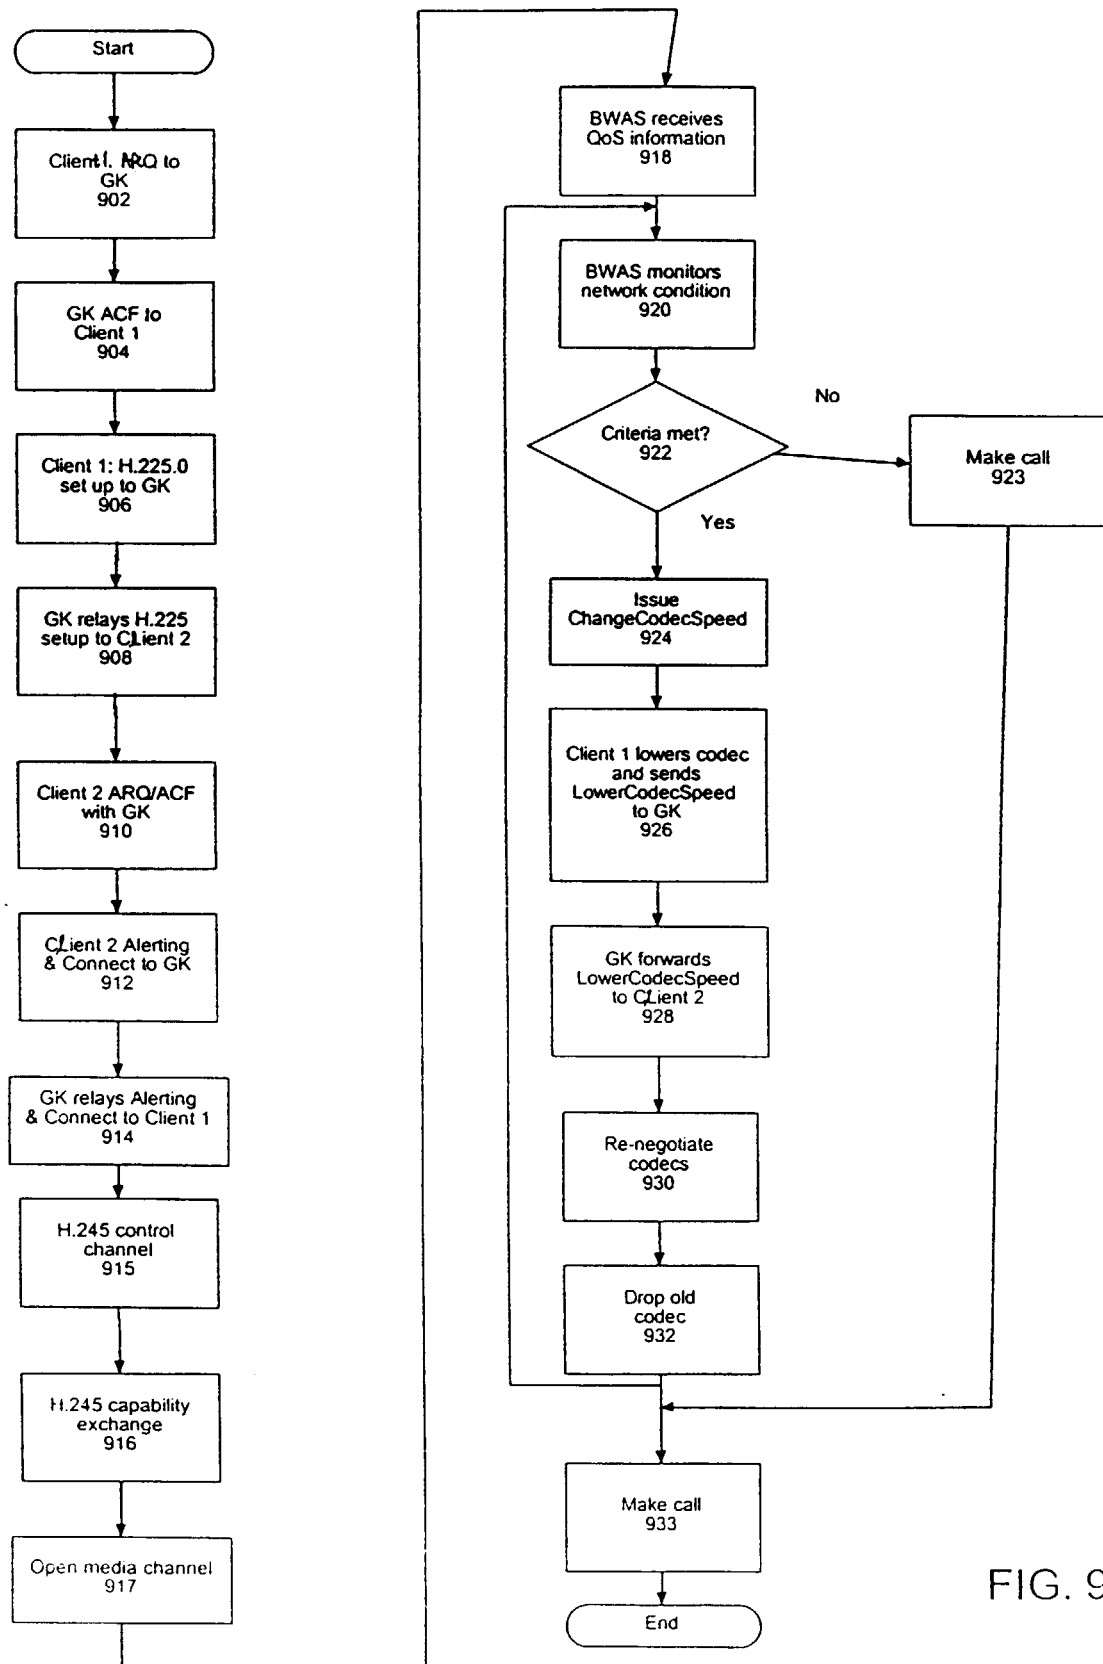 Start
Client 1. ARQ to
GK
902
GK ACF to
Client 1
904
Client 1: H.225.0
set up to GK
906
GK relays H.225
setup to Client 2
908
Client 2 ARQ/ACF
with GK
910
Client 2 Alerting
& Connect to GK
912
GK relays Alerting
& Connect to Client 1
914
H.245 control
channel
915
H.245 capability
exchange
916
Open media channel
917
BWAS receives
QoS information
918
BWAS monitors
network condition
920
Criteria met?
922
No
Yes
Make call
923
Issue
ChangeCodecSpeed
924
Client 1 lowers codec
and sends
LowerCodecSpeed
to GK
926
GK forwards
LowerCodecSpeed
to Client 2
928
Re-negotiate
codecs
930
Drop old
codec
932
Make call
933
End
FIG. 9